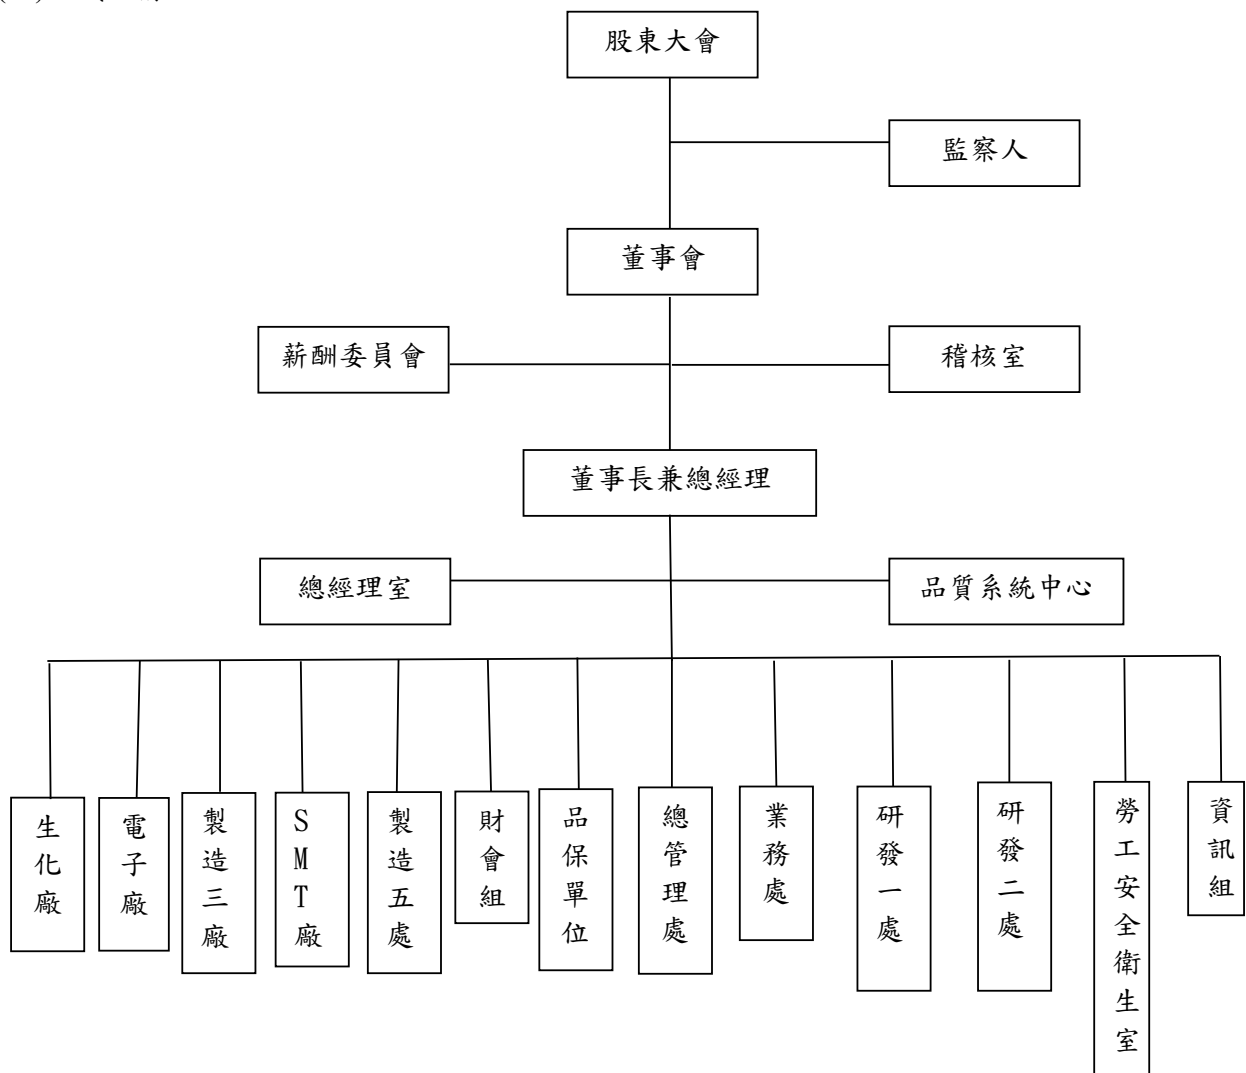 股東大會
監察人
董事會
薪酬委員會
稽核室
董事長兼總經理
總經理室
品質系統中心
生化廠
電子廠
製造三廠
SMT廠
製造五處
財會組
品保單位
總管理處
業務處
研發一處
研發二處
勞工安全衛生室
資訊組